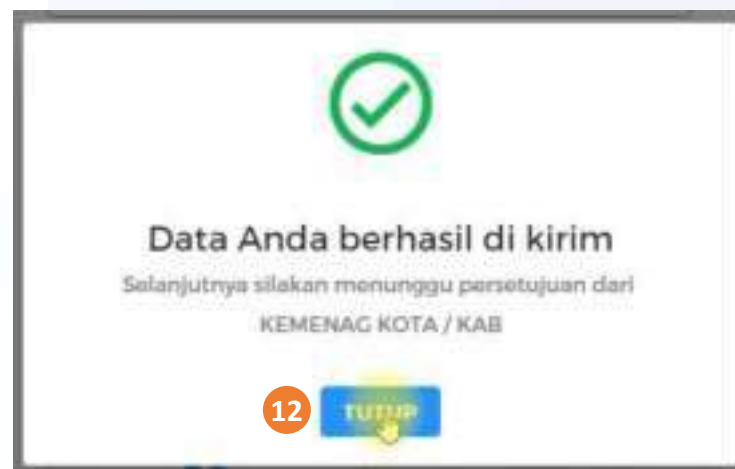 Data Anda berhasil di kirim
Selanjutnya silakan menunggu persetujuan dari
KEMENAG KOTA / KAB
12 TUTUP